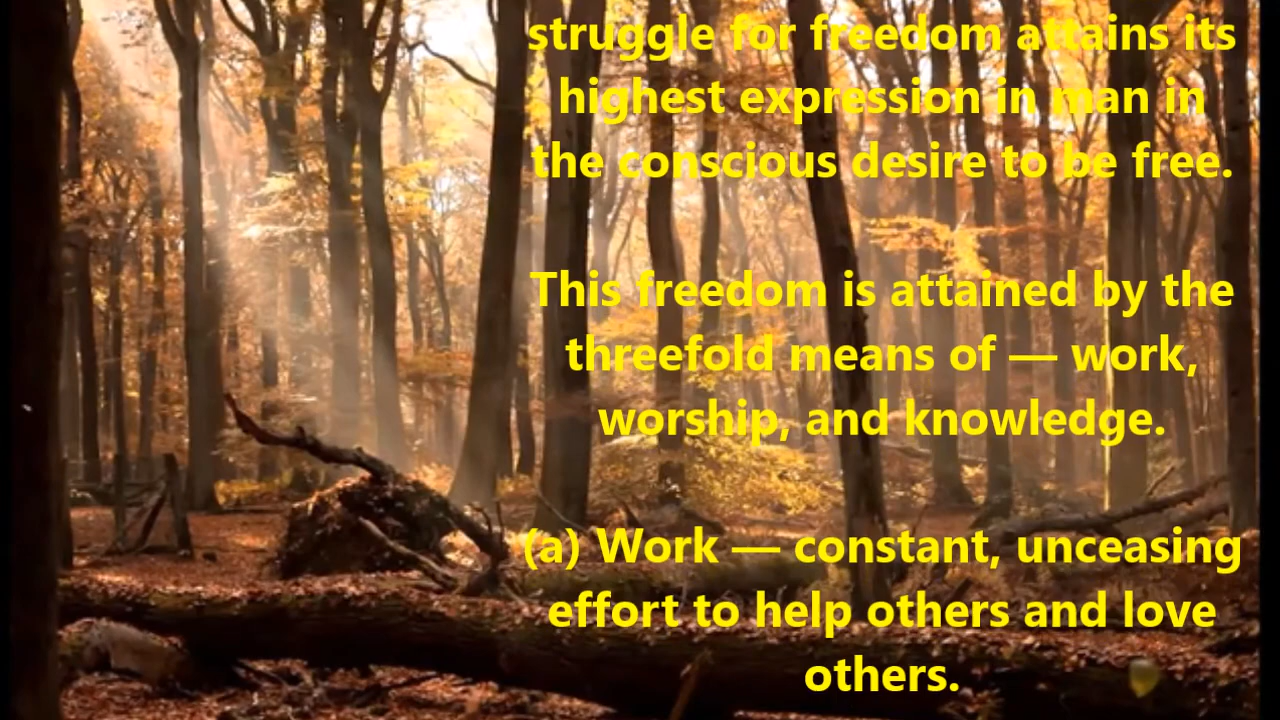 struggle for freedom attains its
highest expression in man in
the conscious desire to be free.
This freedom is attained by the
threefold means of — work,
worship, and knowledge.
(a) Work — constant, unceasing
effort to help others and love
others.